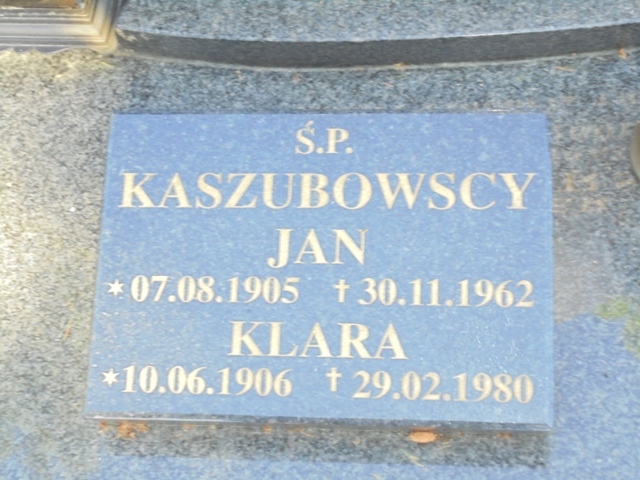 Ś.P.
KASZUBOWSCY
JAN
✶07.08.1905 †30.11.1962
KLARA
✶10.06.1906 †29.02.1980